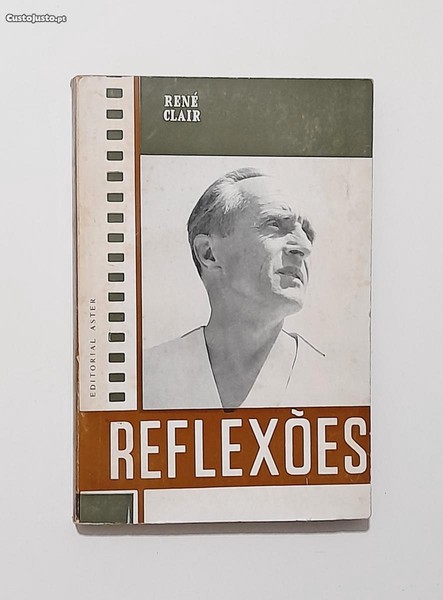 CustoJusto.pt
RENÉ
CLAIR
EDITORIAL ASTER
REFLEXÕES